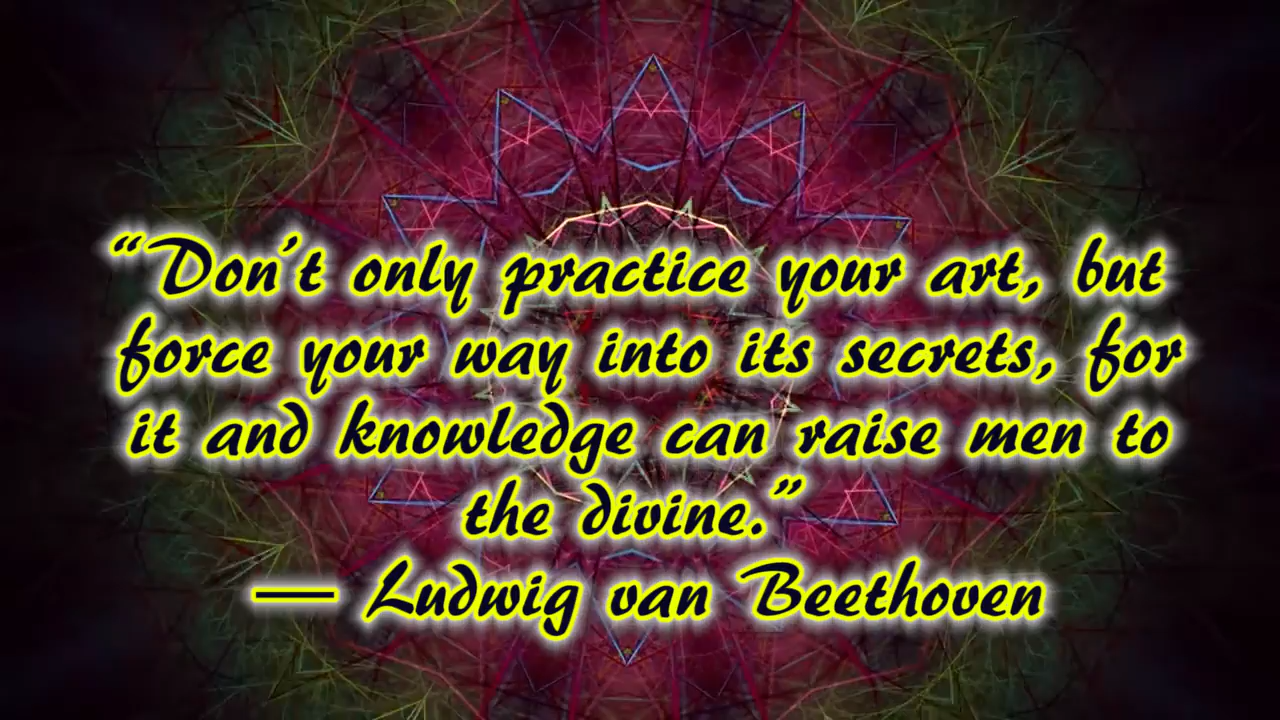 “Don’t only practice your art, but
force your way into its secrets, for
it and knowledge can raise men to
the divine.”
— Ludwig van Beethoven